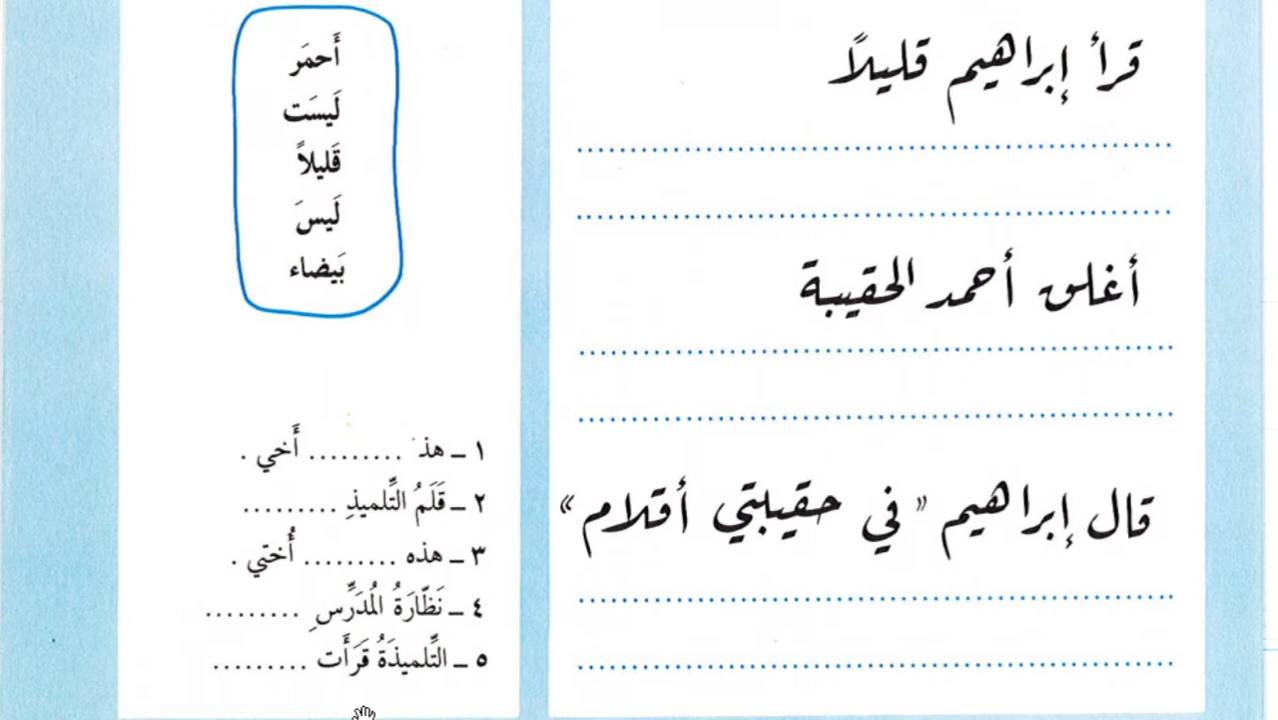 قرأ إبراهيم قليلاً
أغلق أحمد الحقيبة
قال إبراهيم « في حقيبتي أقلام »
أَحمَر
لَيسَت
قَليلاً
لَيسَ
بَيضاء
١ ـ هذ ......... أَخي .
٢ ـ قَلَمُ التِّلميذِ .........
٣ ـ هذه ......... أُختي .
٤ ـ نَظّارَةُ المُدَرِّسِ .........
٥ ـ التِّلميذَةُ قَرَأَت .........